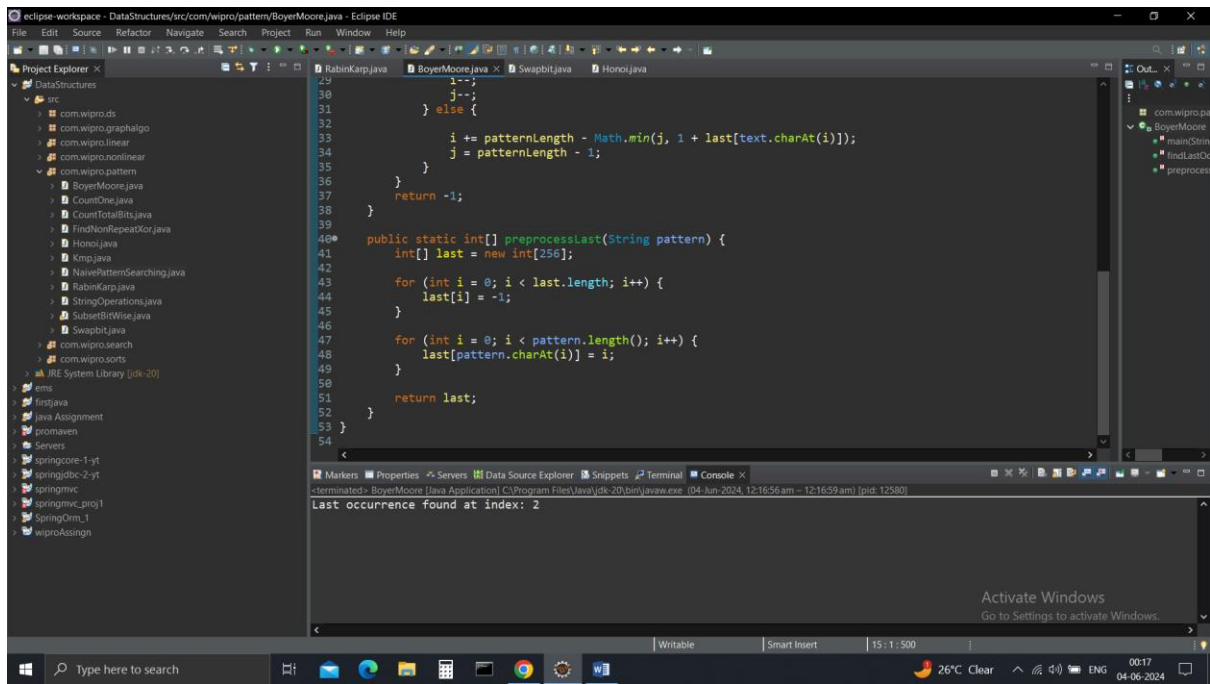 eclipse-workspace - DataStructures/src/com/wipro/pattern/BoyerMoore.java - Eclipse IDE
File Edit Source Refactor Navigate Search Project Run Window Help
Project Explorer
DataStructures
src
com.wipro.ds
com.wipro.graphalgo
com.wipro.linear
com.wipro.nonlinear
com.wipro.pattern
BoyerMoore.java
CountOne.java
CountTotalBits.java
FindNonRepeatXor.java
Honoi.java
Kmp.java
NaivePatternSearching.java
RabinKarp.java
StringOperations.java
SubsetBitWise.java
Swapbit.java
com.wipro.search
com.wipro.sorts
JRE System Library [jdk-20]
ems
firstjava
java Assignment
promaven
Servers
springcore-1-yt
springjdbc-2-yt
springmvc
springmvc_proj1
SpringOrm_1
wiproAssingn
RabinKarp.java BoyerMoore.java Swapbit.java Honoi.java
29 i--;
30 j--;
31 } else {
32
33 i += patternLength - Math.min(j, 1 + last[text.charAt(i)]);
34 j = patternLength - 1;
35 }
36 }
37 return -1;
38 }
39
40 public static int[] preprocessLast(String pattern) {
41 int[] last = new int[256];
42
43 for (int i = 0; i < last.length; i++) {
44 last[i] = -1;
45 }
46
47 for (int i = 0; i < pattern.length(); i++) {
48 last[pattern.charAt(i)] = i;
49 }
50
51 return last;
52 }
53 }
54
Out...
com.wipro.pa
BoyerMoore
main(Strin
findLastOc
preproces
Markers Properties Servers Data Source Explorer Snippets Terminal Console
<terminated> BoyerMoore [Java Application] C:\Program Files\Java\jdk-20\bin\javaw.exe (04-Jun-2024, 12:16:56 am – 12:16:59 am) [pid: 12580]
Last occurrence found at index: 2
Activate Windows
Go to Settings to activate Windows.
Writable Smart Insert 15 : 1 : 500
Type here to search
26°C Clear ENG 00:17
04-06-2024